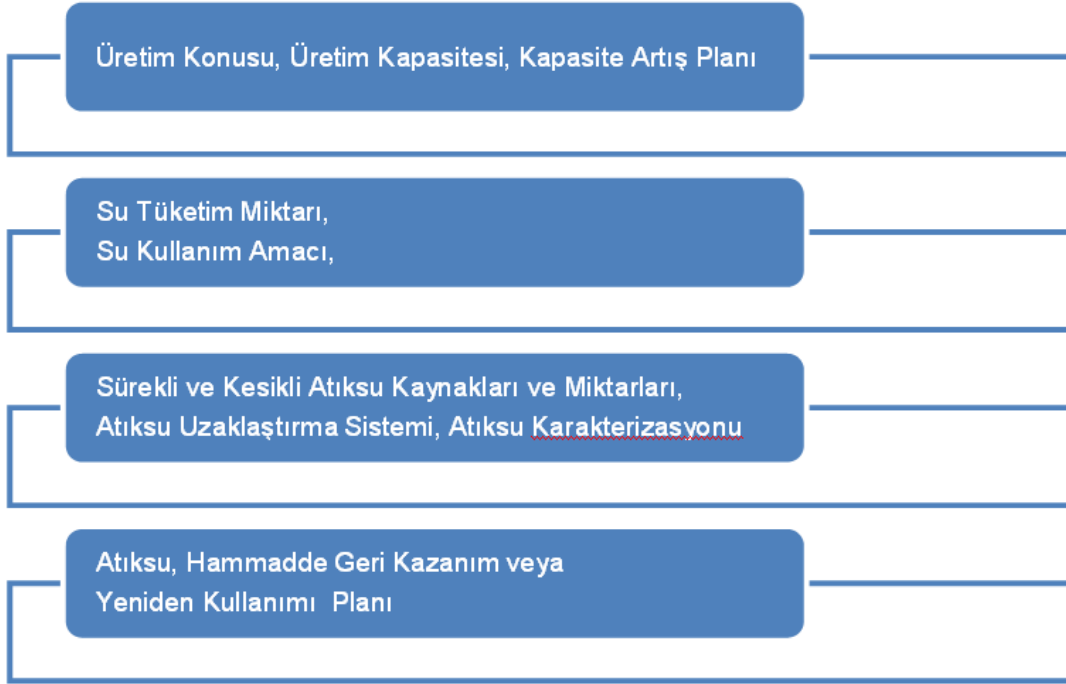 Üretim Konusu, Üretim Kapasitesi, Kapasite Artış Planı
Su Tüketim Miktarı,
Su Kullanım Amacı,
Sürekli ve Kesikli Atıksu Kaynakları ve Miktarları,
Atıksu Uzaklaştırma Sistemi, Atıksu Karakterizasyonu
Atıksu, Hammadde Geri Kazanım veya
Yeniden Kullanımı  Planı